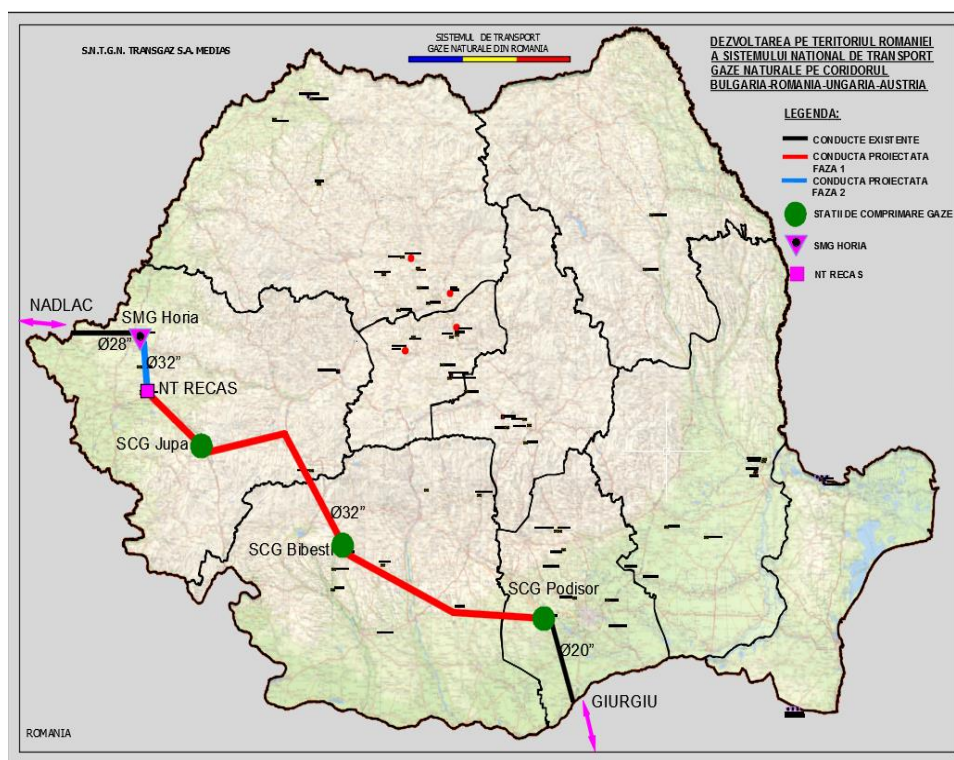 S.N.T.G.N. TRANSGAZ S.A. MEDIAS
SISTEMUL DE TRANSPORT
GAZE NATURALE DIN ROMANIA
DEZVOLTAREA PE TERITORIUL ROMANIEI
A SISTEMULUI NATIONAL DE TRANSPORT
GAZE NATURALE PE CORIDORUL
BULGARIA-ROMANIA-UNGARIA-AUSTRIA
LEGENDA:
CONDUCTE EXISTENTE
CONDUCTA PROIECTATA
FAZA 1
CONDUCTA PROIECTATA
FAZA 2
STATII DE COMPRIMARE GAZE
SMG HORIA
NT RECAS
NADLAC
SMG Horia
Ø28”
Ø32”
NT RECAS
SCG Jupa
Ø32”
SCG Bibesti
SCG Podisor
Ø20”
GIURGIU
ROMANIA